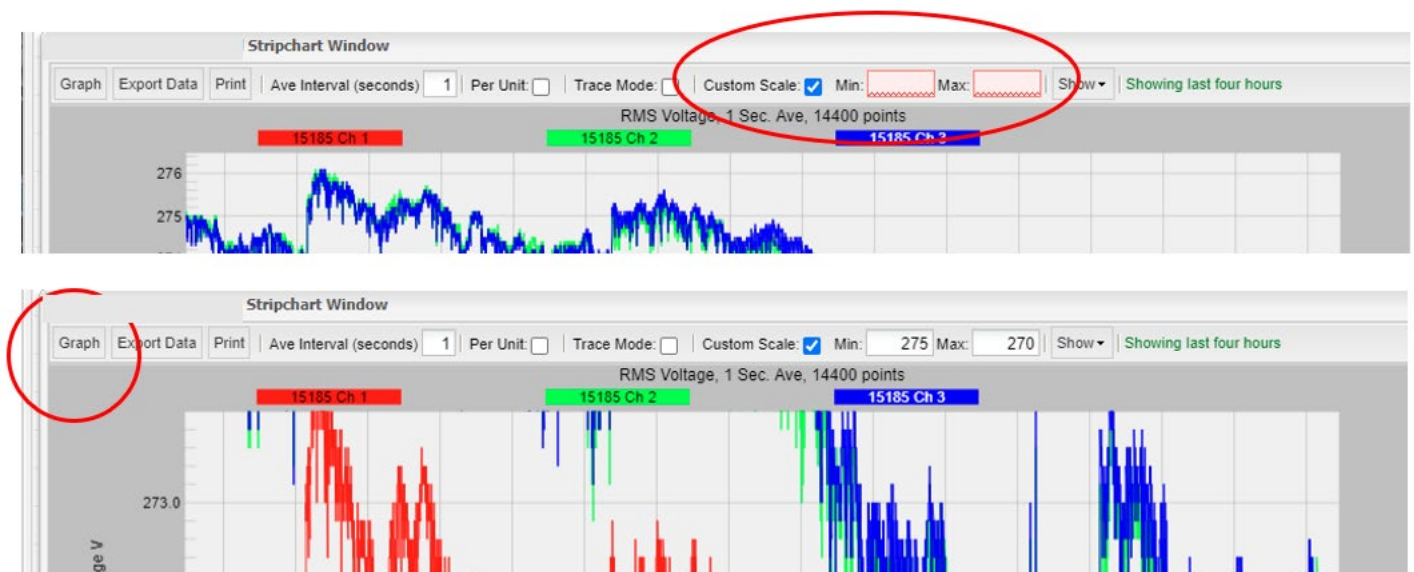 Stripchart Window
Graph Export Data Print Ave Interval (seconds) 1 Per Unit: Trace Mode: Custom Scale: Min: Max: Show Showing last four hours
RMS Voltage, 1 Sec. Ave, 14400 points
15185 Ch 1 15185 Ch 2 15185 Ch 3
276
275
Stripchart Window
Graph Export Data Print Ave Interval (seconds) 1 Per Unit: Trace Mode: Custom Scale: Min: 275 Max: 270 Show Showing last four hours
RMS Voltage, 1 Sec. Ave, 14400 points
15185 Ch 1 15185 Ch 2 15185 Ch 3
273.0
ge V